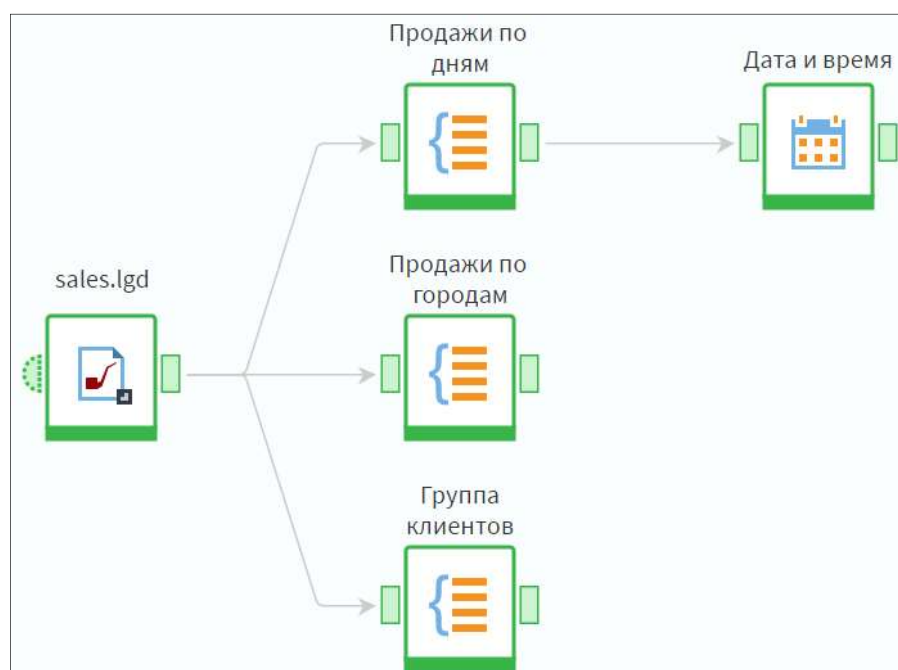 Продажи по
дням
Дата и время
sales.lgd
Продажи по
городам
Группа
клиентов